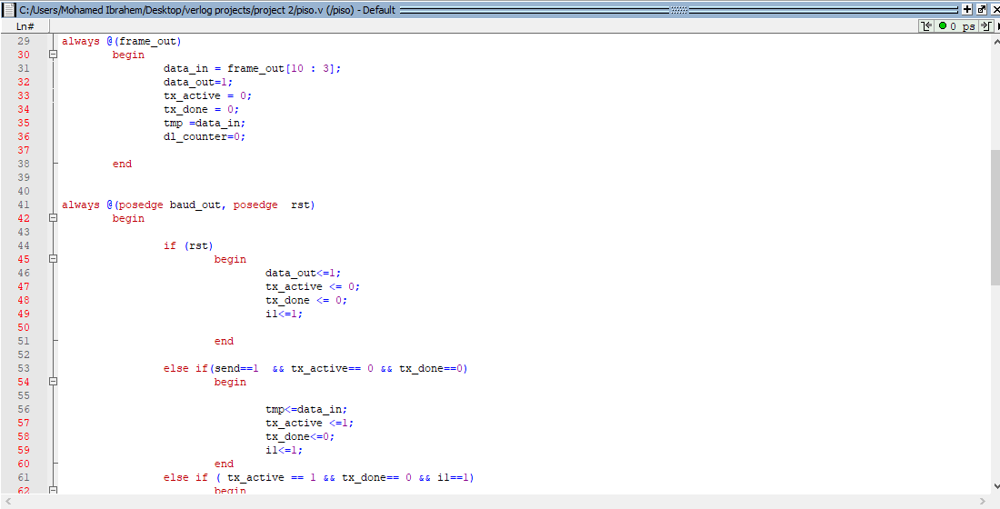 C:/Users/Mohamed Ibrahem/Desktop/verlog projects/project 2/piso.v (/piso) - Default
Ln#
0 ps
29 always @(frame_out)
30 begin
31 data_in = frame_out[10 : 3];
32 data_out=1;
33 tx_active = 0;
34 tx_done = 0;
35 tmp =data_in;
36 dl_counter=0;
37
38 end
39
40
41 always @(posedge baud_out, posedge rst)
42 begin
43
44 if (rst)
45 begin
46 data_out<=1;
47 tx_active <= 0;
48 tx_done <= 0;
49 i1<=1;
50
51 end
52
53 else if(send==1 && tx_active== 0 && tx_done==0)
54 begin
55
56 tmp<=data_in;
57 tx_active <=1;
58 tx_done<=0;
59 i1<=1;
60 end
61 else if ( tx_active == 1 && tx_done== 0 && i1==1)
62 begin